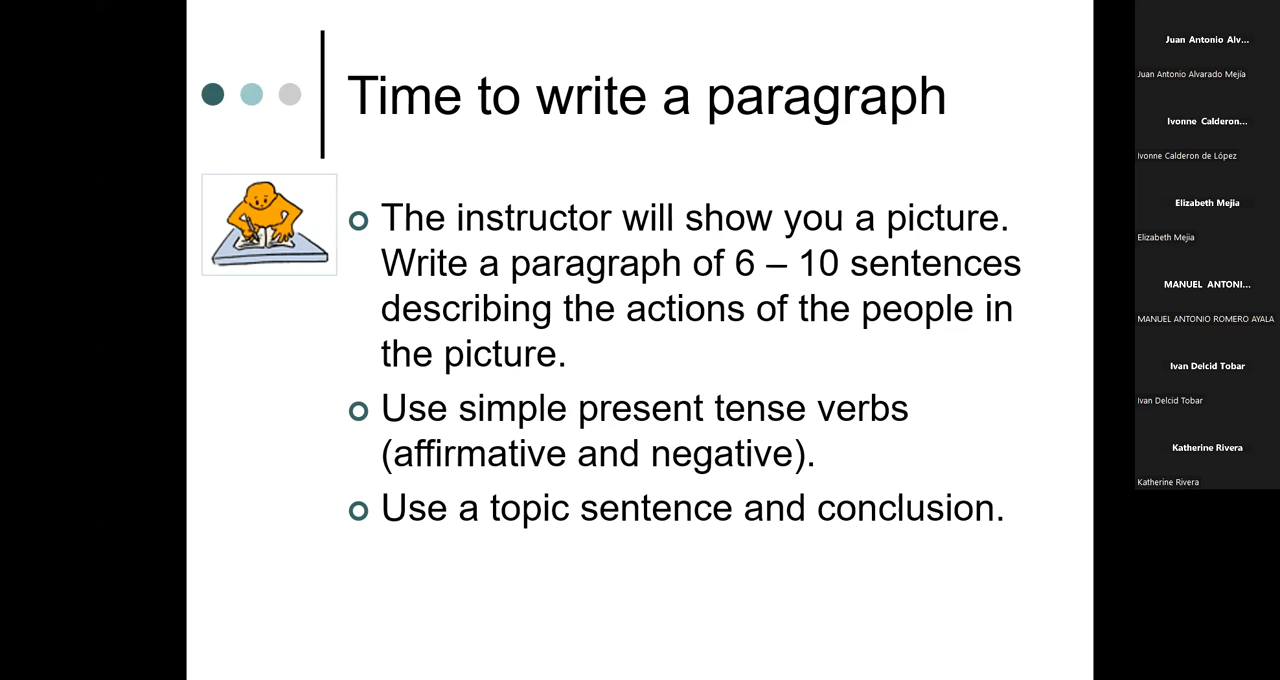 Time to write a paragraph
The instructor will show you a picture.
Write a paragraph of 6 – 10 sentences
describing the actions of the people in
the picture.
Use simple present tense verbs
(affirmative and negative).
Use a topic sentence and conclusion.
Juan Antonio Alv...
Juan Antonio Alvarado Mejía
Ivonne Calderon...
Ivonne Calderon de López
Elizabeth Mejia
Elizabeth Mejia
MANUEL ANTONI...
MANUEL ANTONIO ROMERO AYALA
Ivan Delcid Tobar
Ivan Delcid Tobar
Katherine Rivera
Katherine Rivera